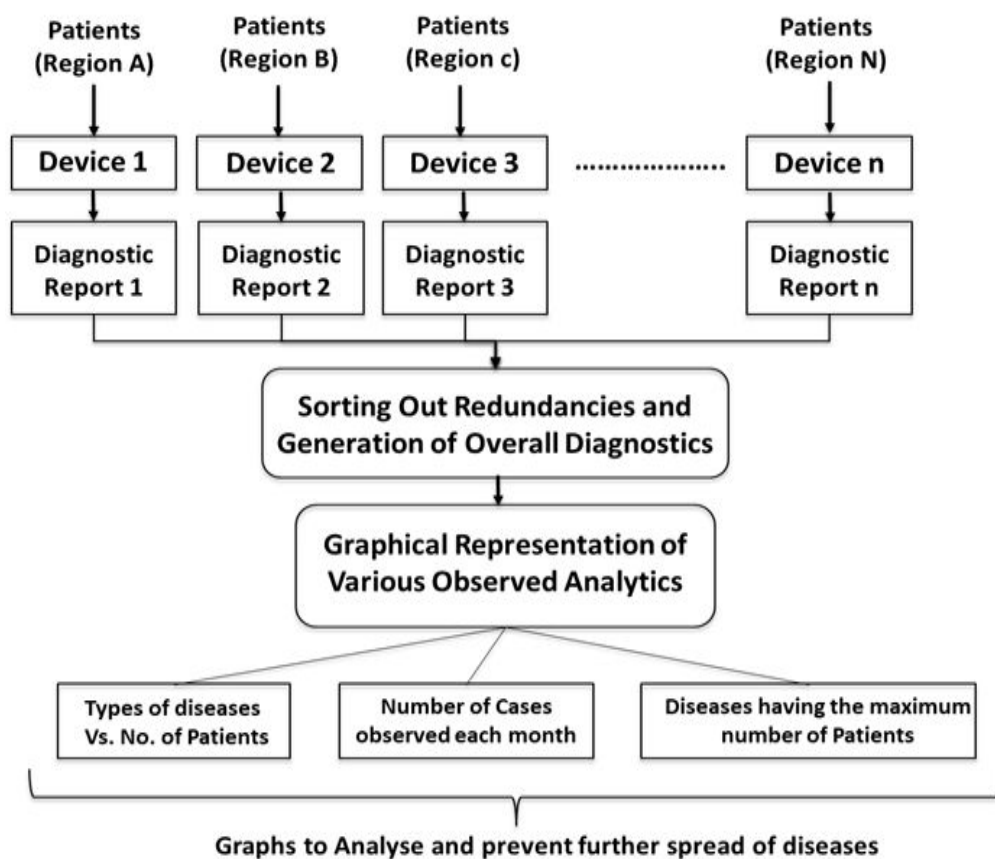 Patients
(Region A)
Patients
(Region B)
Patients
(Region c)
Patients
(Region N)
Device 1
Device 2
Device 3
.....................
Device n
Diagnostic
Report 1
Diagnostic
Report 2
Diagnostic
Report 3
Diagnostic
Report n
Sorting Out Redundancies and
Generation of Overall Diagnostics
Graphical Representation of
Various Observed Analytics
Types of diseases
Vs. No. of Patients
Number of Cases
observed each month
Diseases having the maximum
number of Patients
Graphs to Analyse and prevent further spread of diseases